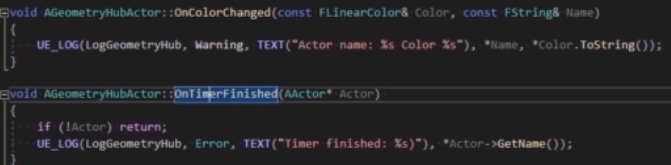 void AGeometryHubActor::OnColorChanged(const FLinearColor& Color, const FString& Name)
{
UE_LOG(LogGeometryHub, Warning, TEXT("Actor name: %s Color %s"), *Name, *Color.ToString());
}
void AGeometryHubActor::OnTimerFinished(AActor* Actor)
{
if (!Actor) return;
UE_LOG(LogGeometryHub, Error, TEXT("Timer finished: %s)"), *Actor->GetName());
}